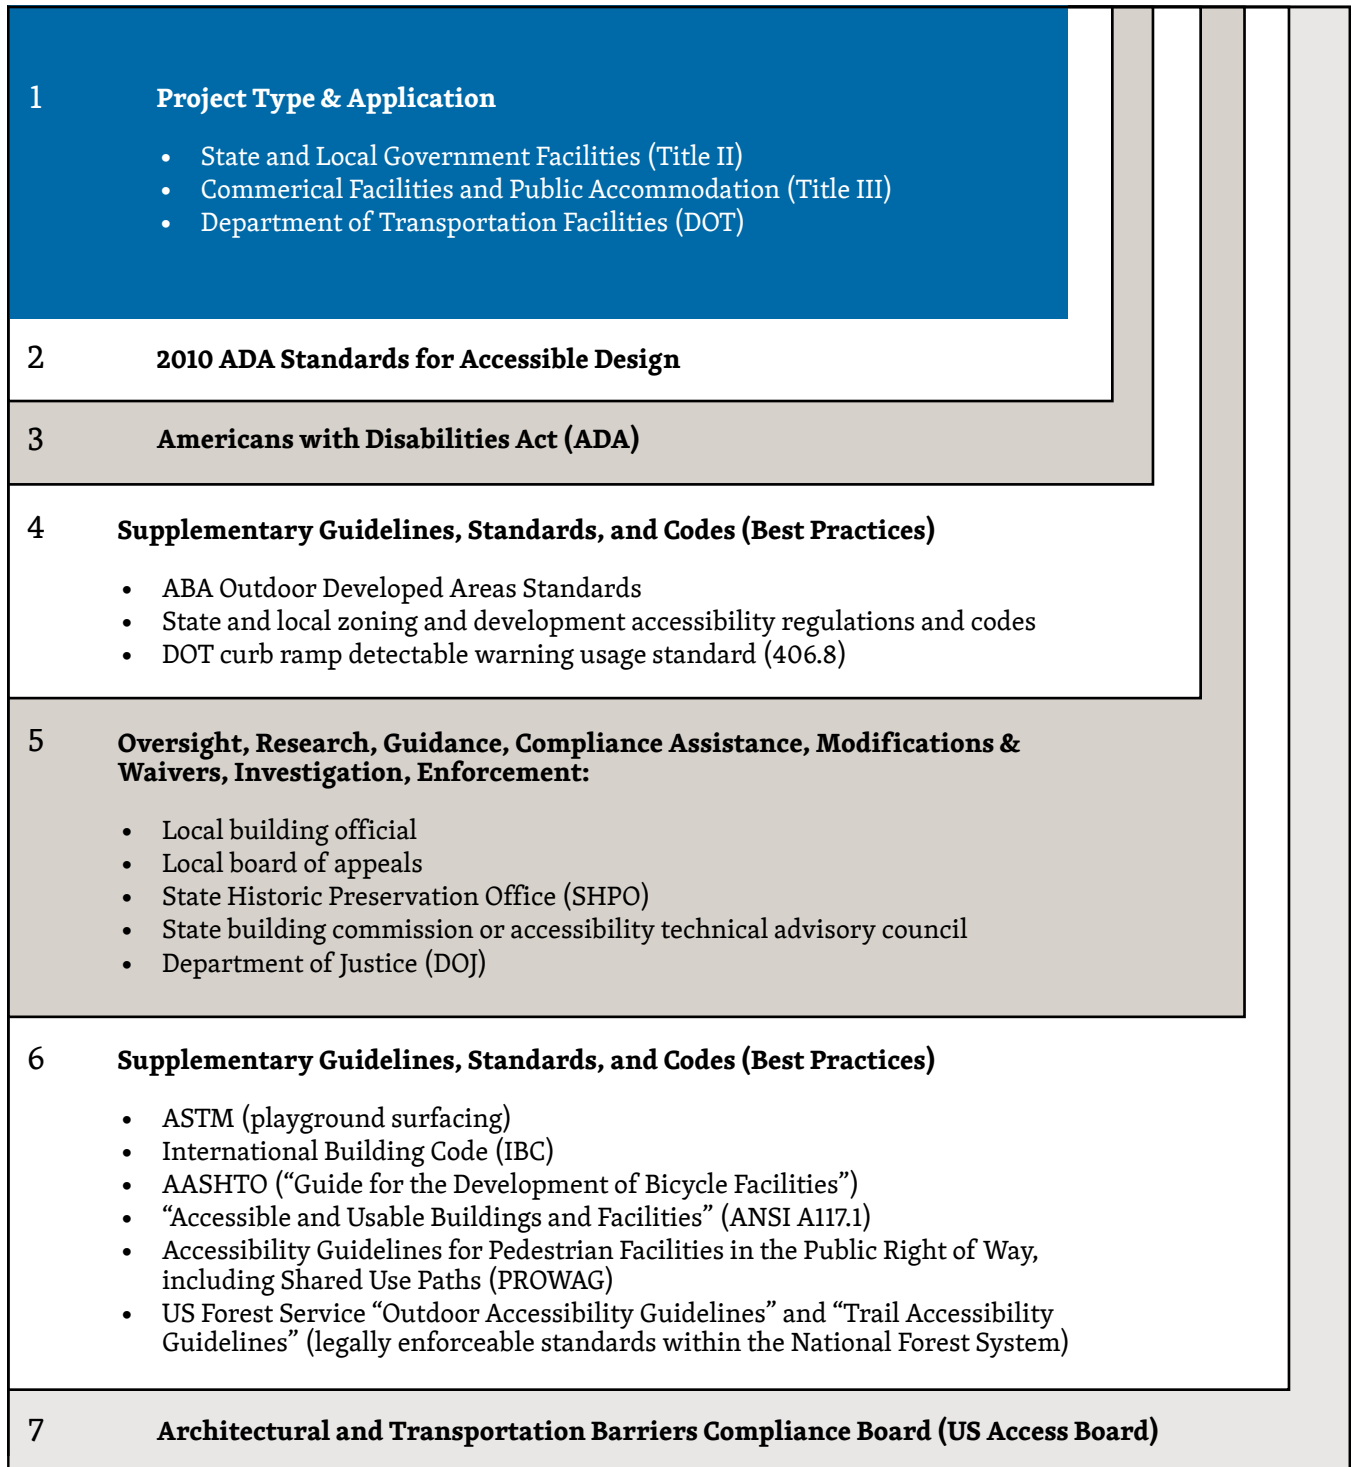 1 Project Type & Application
• State and Local Government Facilities (Title II)
• Commerical Facilities and Public Accommodation (Title III)
• Department of Transportation Facilities (DOT)
2 2010 ADA Standards for Accessible Design
3 Americans with Disabilities Act (ADA)
4 Supplementary Guidelines, Standards, and Codes (Best Practices)
• ABA Outdoor Developed Areas Standards
• State and local zoning and development accessibility regulations and codes
• DOT curb ramp detectable warning usage standard (406.8)
5 Oversight, Research, Guidance, Compliance Assistance, Modifications &
Waivers, Investigation, Enforcement:
• Local building official
• Local board of appeals
• State Historic Preservation Office (SHPO)
• State building commission or accessibility technical advisory council
• Department of Justice (DOJ)
6 Supplementary Guidelines, Standards, and Codes (Best Practices)
• ASTM (playground surfacing)
• International Building Code (IBC)
• AASHTO (“Guide for the Development of Bicycle Facilities”)
• “Accessible and Usable Buildings and Facilities” (ANSI A117.1)
• Accessibility Guidelines for Pedestrian Facilities in the Public Right of Way,
including Shared Use Paths (PROWAG)
• US Forest Service “Outdoor Accessibility Guidelines” and “Trail Accessibility
Guidelines” (legally enforceable standards within the National Forest System)
7 Architectural and Transportation Barriers Compliance Board (US Access Board)